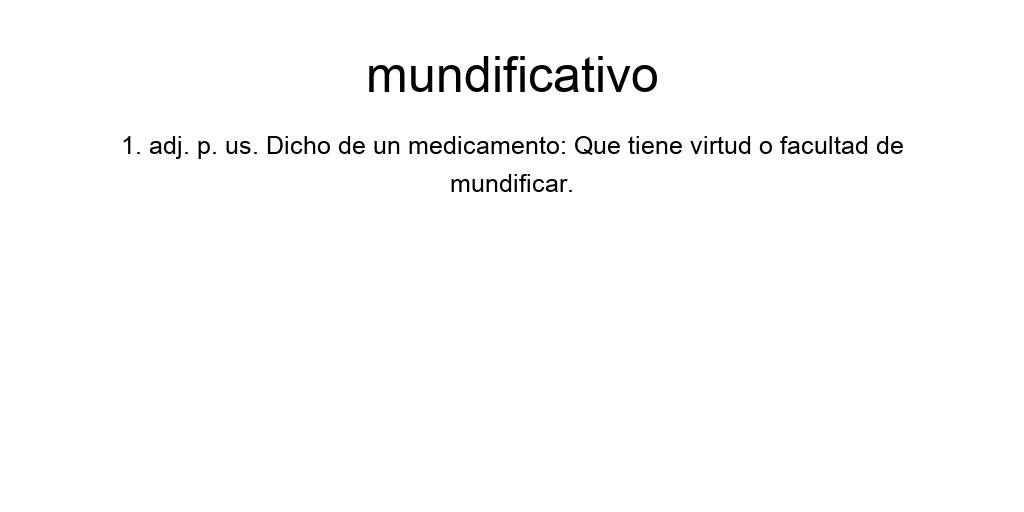 mundificativo
1. adj. p. us. Dicho de un medicamento: Que tiene virtud o facultad de
mundificar.